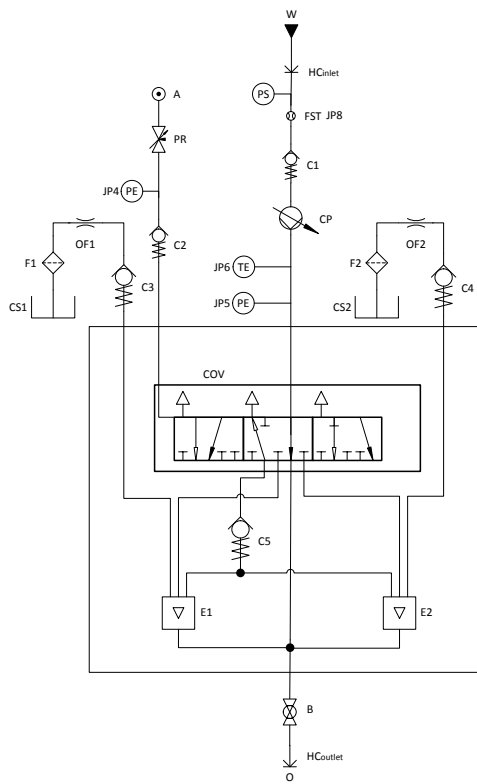 W
HCinlet
A
PS
FST JP8
PR
C1
JP4 PE
CP
OF1
C2
OF2
F1
JP6 TE
F2
C3
C4
CS1
JP5 PE
CS2
COV
C5
E1
E2
B
HCoutlet
O